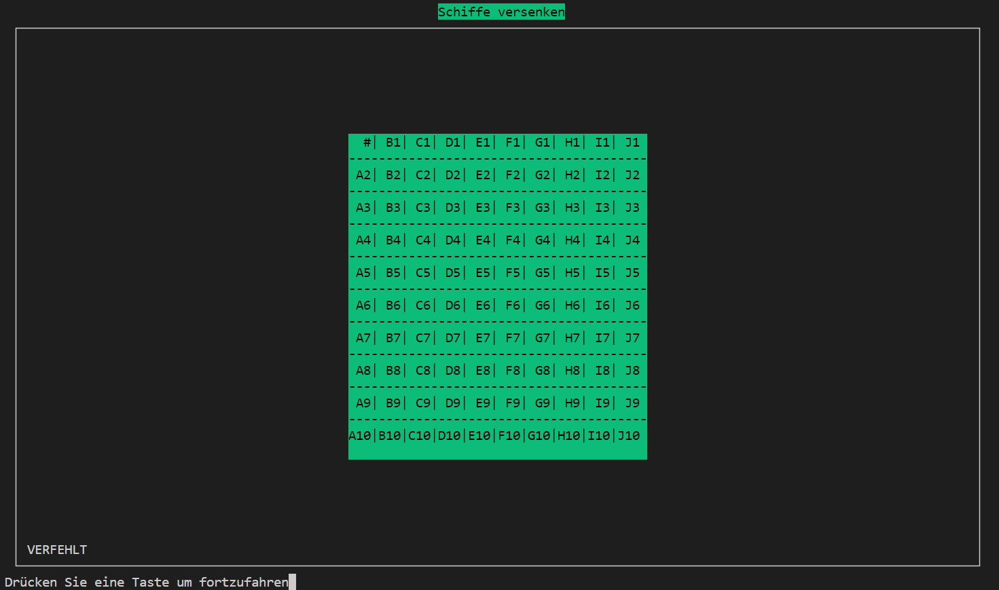 Schiffe versenken
#| B1| C1| D1| E1| F1| G1| H1| I1| J1
----------------------------------------
A2| B2| C2| D2| E2| F2| G2| H2| I2| J2
----------------------------------------
A3| B3| C3| D3| E3| F3| G3| H3| I3| J3
----------------------------------------
A4| B4| C4| D4| E4| F4| G4| H4| I4| J4
----------------------------------------
A5| B5| C5| D5| E5| F5| G5| H5| I5| J5
----------------------------------------
A6| B6| C6| D6| E6| F6| G6| H6| I6| J6
----------------------------------------
A7| B7| C7| D7| E7| F7| G7| H7| I7| J7
----------------------------------------
A8| B8| C8| D8| E8| F8| G8| H8| I8| J8
----------------------------------------
A9| B9| C9| D9| E9| F9| G9| H9| I9| J9
----------------------------------------
A10|B10|C10|D10|E10|F10|G10|H10|I10|J10
VERFEHLT
Drücken Sie eine Taste um fortzufahren